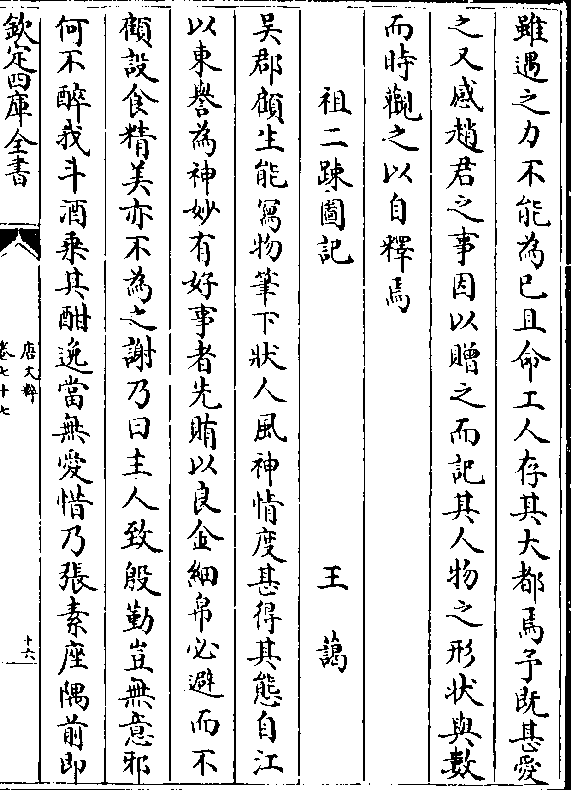 雖遇之力不能為已且命工人存其大都焉予既甚愛
之又感趙君之事因以贈之而記其人物之形狀與數
而時觀之以自釋焉
祖二疎圖記 王藹
吳郡顧生能寫物筆下狀人風神情度甚得其態自江
以東譽為神妙有好事者先賄以良金細帛必避而不
顧設食精美亦不為之謝乃曰主人致殷勤豈無意邪
何不醉我斗酒乘其酣逸當無愛惜乃張素座隅前即
欽定四庫全書
唐文粹
卷七十七
十六